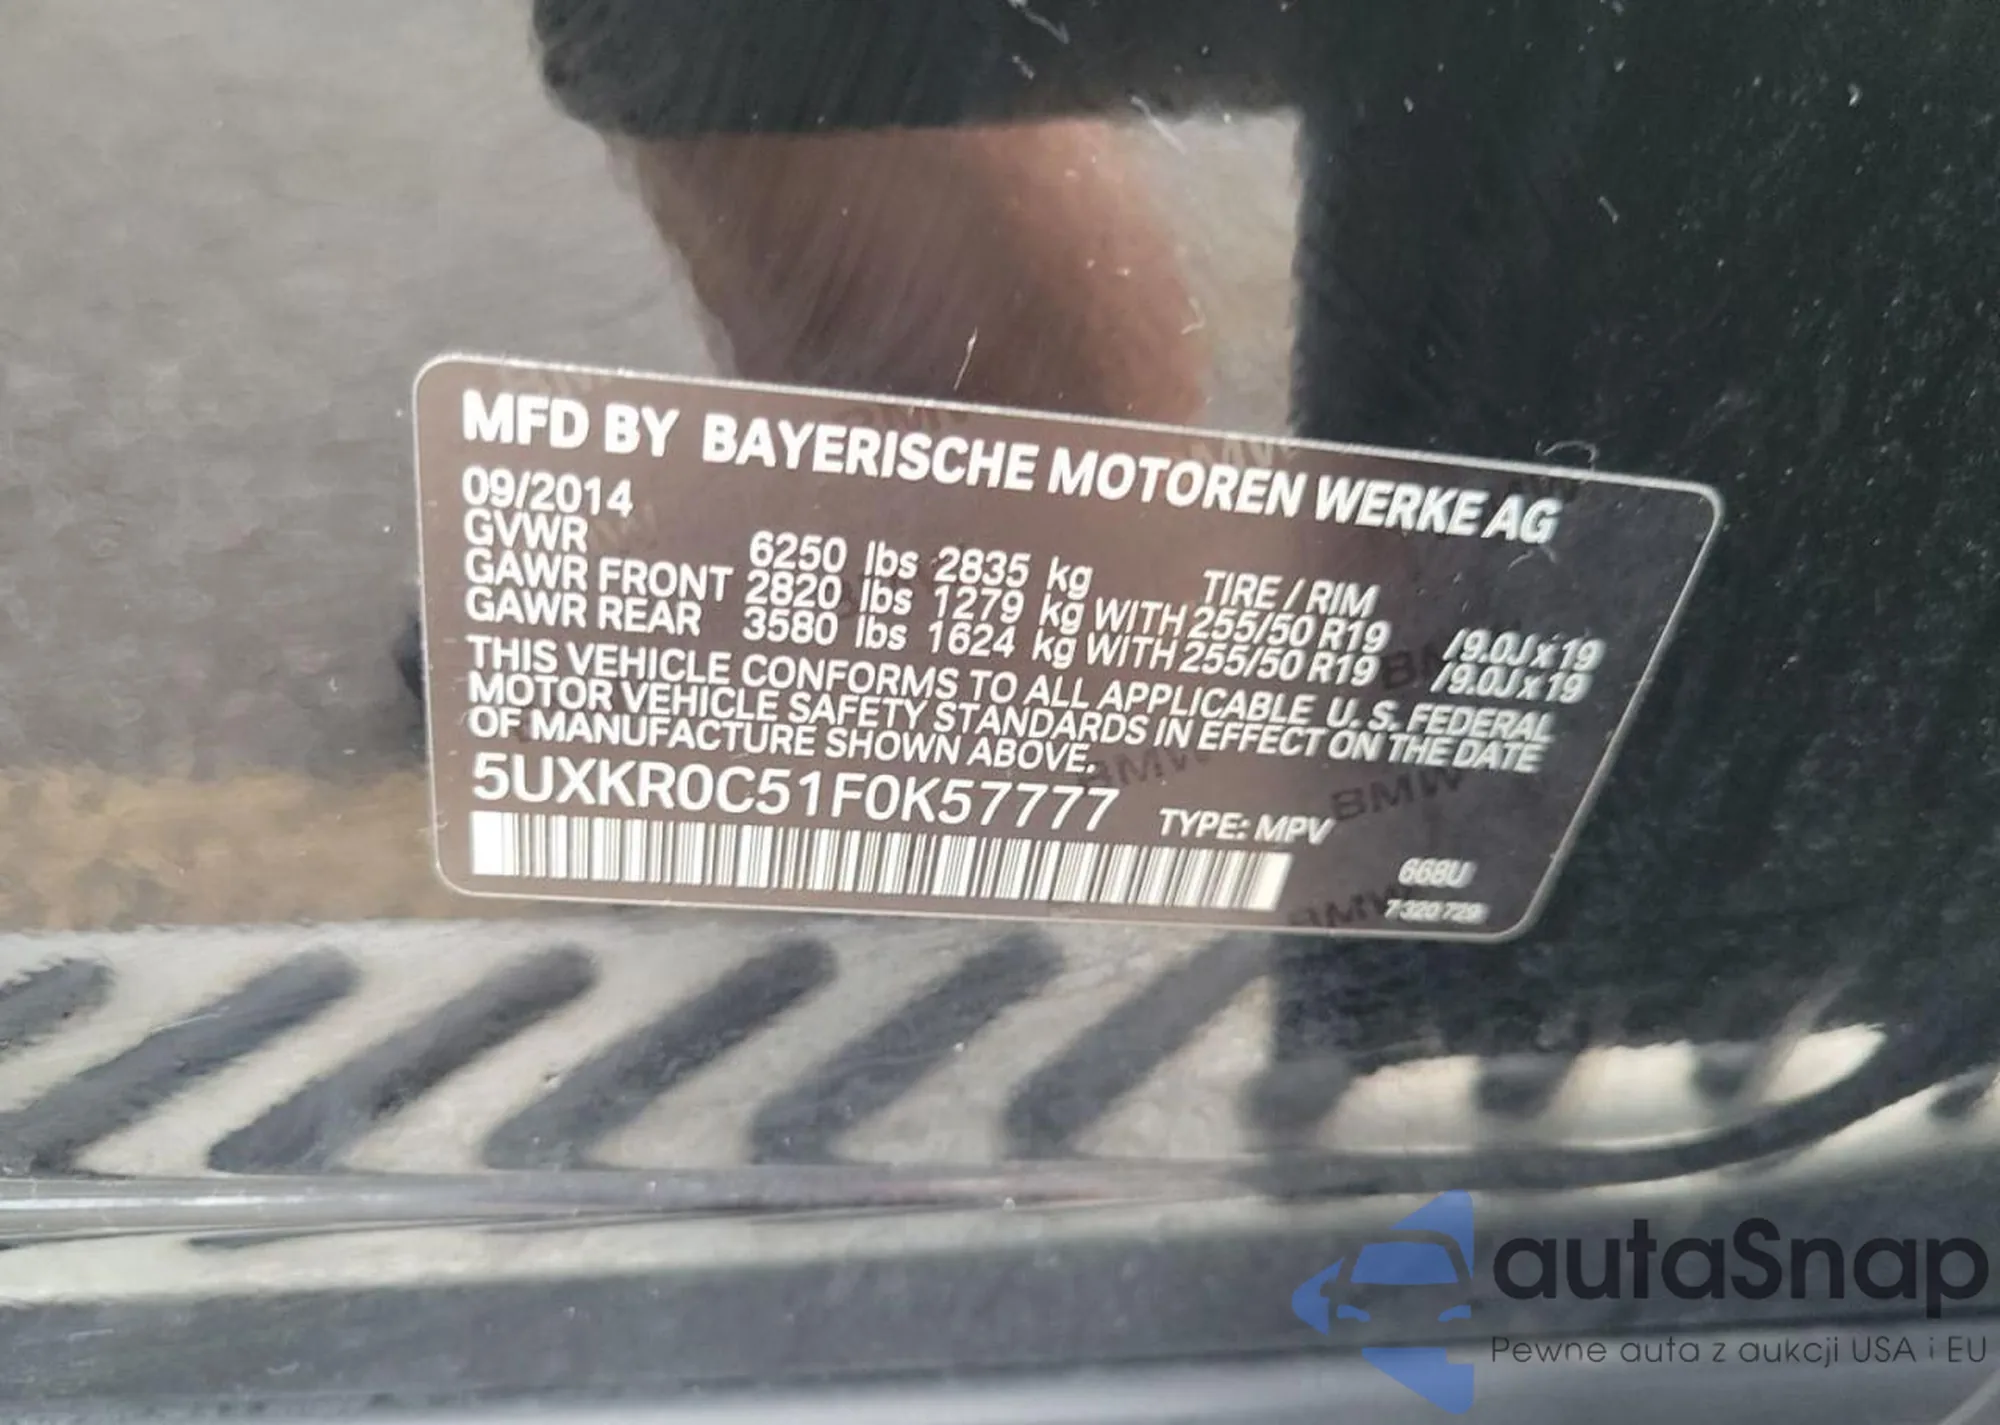 MFD BY BAYERISCHE MOTOREN WERKE AG
09/2014
GVWR 6250 lbs 2835 kg TIRE / RIM
GAWR FRONT 2820 lbs 1279 kg WITH 255/50 R19 /9.0J x 19
GAWR REAR 3580 lbs 1624 kg WITH 255/50 R19 /9.0J x 19
THIS VEHICLE CONFORMS TO ALL APPLICABLE U. S. FEDERAL
MOTOR VEHICLE SAFETY STANDARDS IN EFFECT ON THE DATE
OF MANUFACTURE SHOWN ABOVE.
5UXKR0C51F0K57777 TYPE: MPV
668U
7320729
autaSnap
Pewne auta z aukcji USA i EU